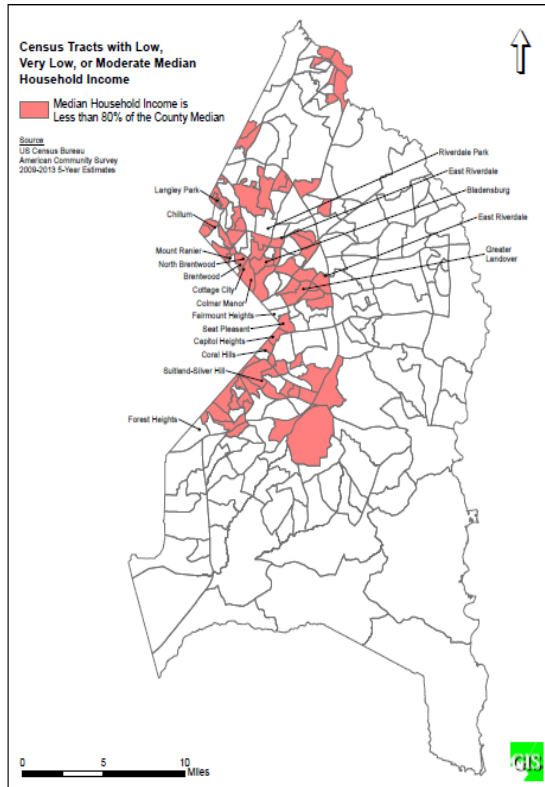 Census Tracts with Low,
Very Low, or Moderate Median
Household Income
Median Household Income is
Less than 80% of the County Median
Source
US Census Bureau
American Community Survey
2009-2013 5-Year Estimates
Riverdale Park
East Riverdale
Bladensburg
East Riverdale
Greater
Landover
Langley Park
Chillum
Mount Ranier
North Brentwood
Brentwood
Cottage City
Colmar Manor
Fairmount Heights
Seat Pleasant
Capitol Heights
Coral Hills
Suitland-Silver Hill
Forest Heights
0 5 10
Miles
GIS